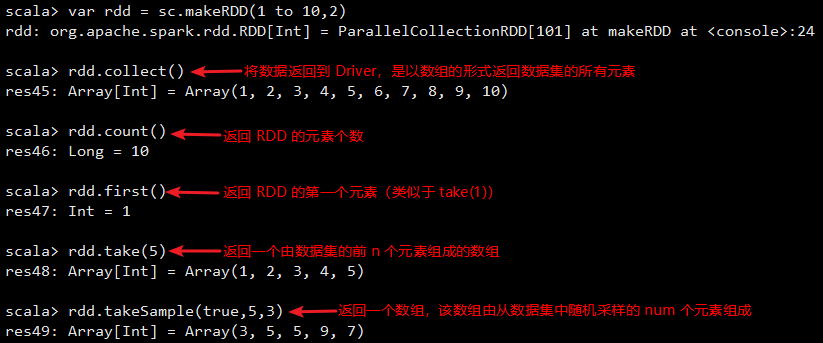 scala> var rdd = sc.makeRDD(1 to 10,2)
rdd: org.apache.spark.rdd.RDD[Int] = ParallelCollectionRDD[101] at makeRDD at <console>:24
scala> rdd.collect() 将数据返回到 Driver，是以数组的形式返回数据集的所有元素
res45: Array[Int] = Array(1, 2, 3, 4, 5, 6, 7, 8, 9, 10)
scala> rdd.count() 返回 RDD 的元素个数
res46: Long = 10
scala> rdd.first() 返回 RDD 的第一个元素（类似于 take(1)）
res47: Int = 1
scala> rdd.take(5) 返回一个由数据集的前 n 个元素组成的数组
res48: Array[Int] = Array(1, 2, 3, 4, 5)
scala> rdd.takeSample(true,5,3) 返回一个数组，该数组由从数据集中随机采样的 num 个元素组成
res49: Array[Int] = Array(3, 5, 5, 9, 7)